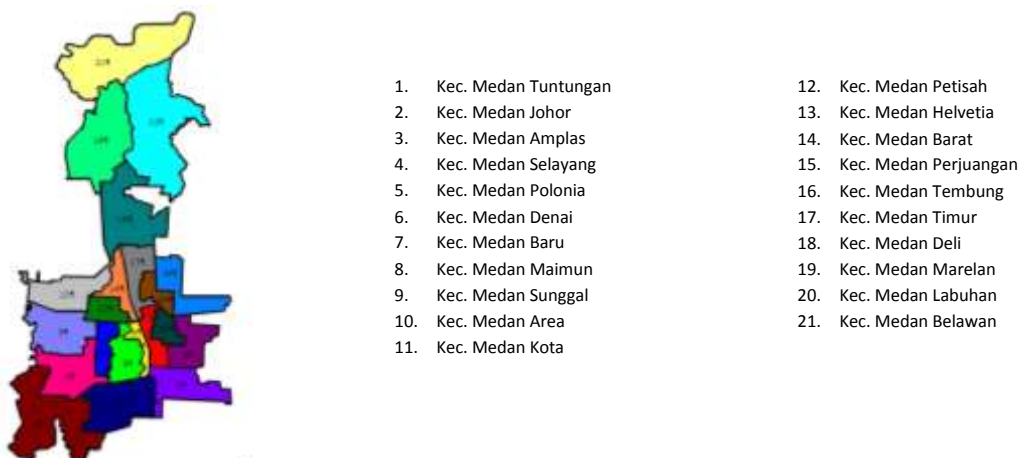 1. Kec. Medan Tuntungan
2. Kec. Medan Johor
3. Kec. Medan Amplas
4. Kec. Medan Selayang
5. Kec. Medan Polonia
6. Kec. Medan Denai
7. Kec. Medan Baru
8. Kec. Medan Maimun
9. Kec. Medan Sunggal
10. Kec. Medan Area
11. Kec. Medan Kota
12. Kec. Medan Petisah
13. Kec. Medan Helvetia
14. Kec. Medan Barat
15. Kec. Medan Perjuangan
16. Kec. Medan Tembung
17. Kec. Medan Timur
18. Kec. Medan Deli
19. Kec. Medan Marelan
20. Kec. Medan Labuhan
21. Kec. Medan Belawan